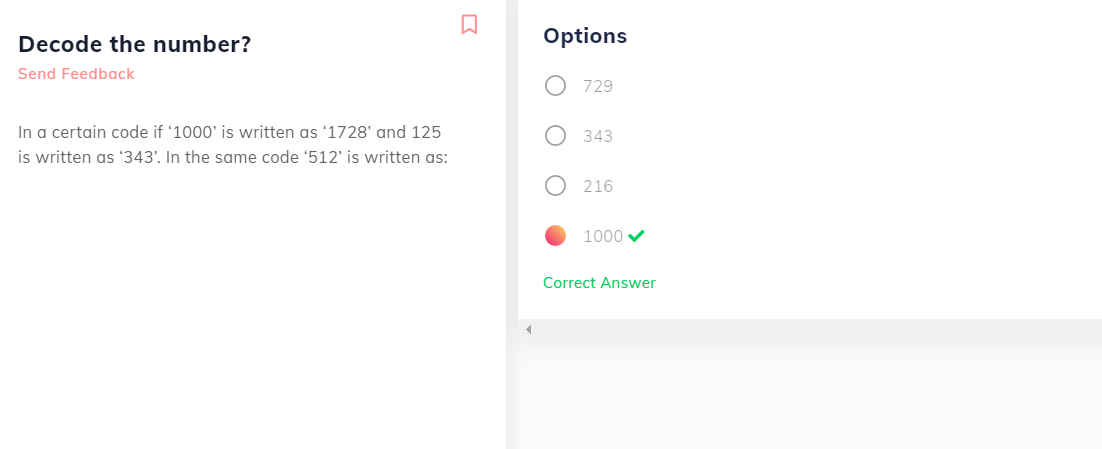 Decode the number?
Send Feedback
In a certain code if ‘1000’ is written as ‘1728’ and 125
is written as ‘343’. In the same code ‘512’ is written as:
Options
729
343
216
1000
Correct Answer